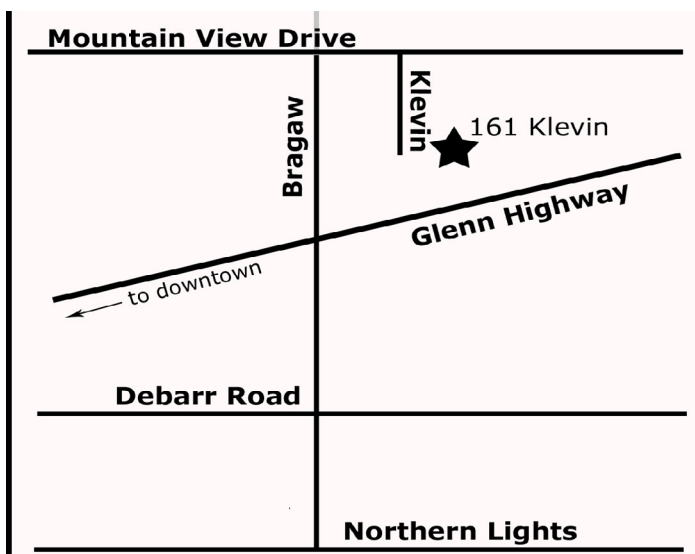 Mountain View Drive
Klevin
Bragaw
161 Klevin
Glenn Highway
to downtown
Debarr Road
Northern Lights